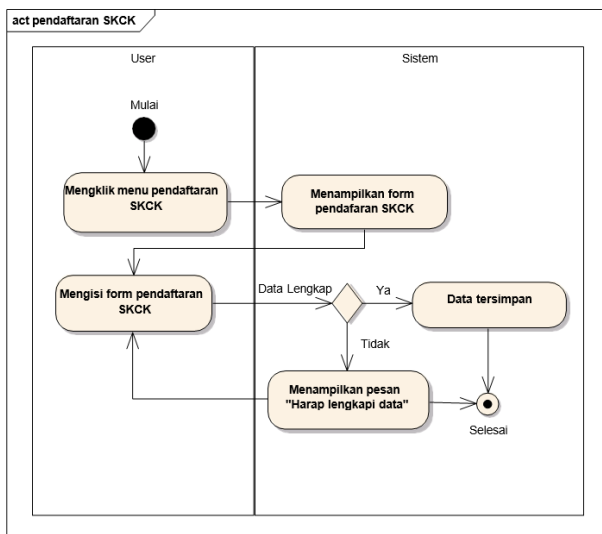 act pendaftaran SKCK
User
Sistem
Mulai
Mengklik menu pendaftaran
SKCK
Menampilkan form
pendafaran SKCK
Mengisi form pendaftaran
SKCK
Data Lengkap
Ya
Data tersimpan
Tidak
Menampilkan pesan
"Harap lengkapi data"
Selesai